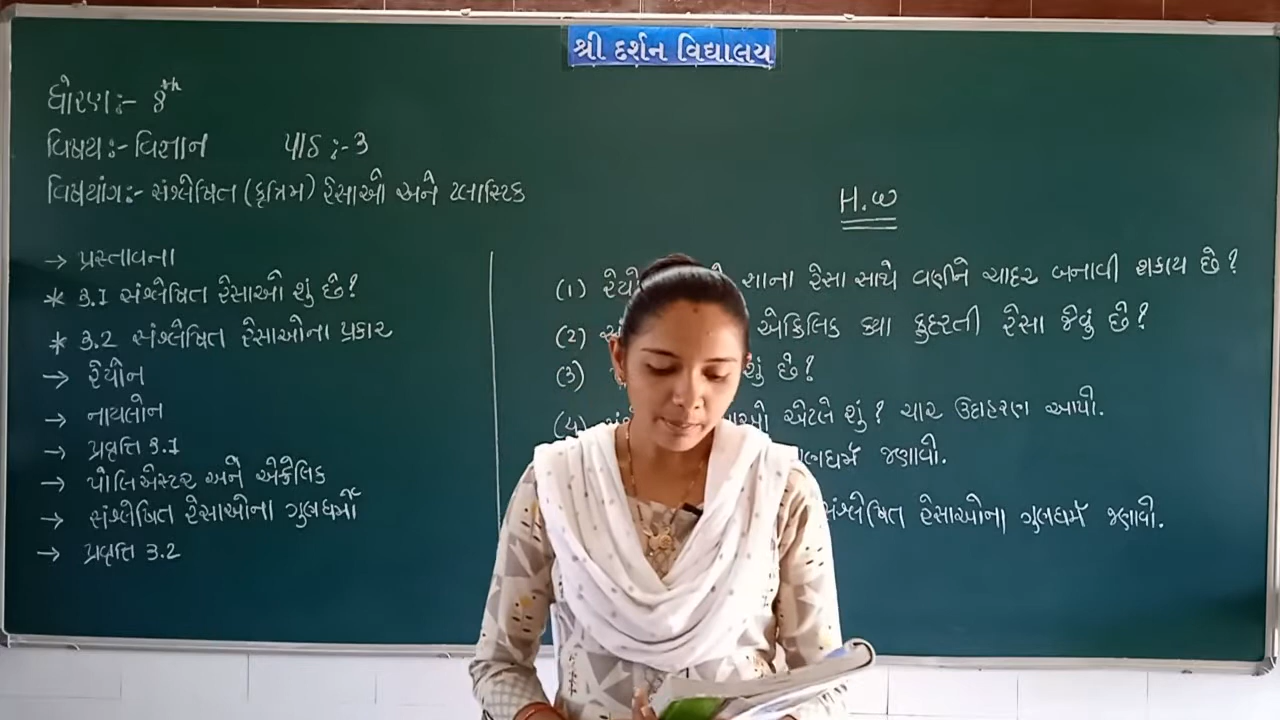 શ્રી દર્શન વિદ્યાલય
ધોરણ:- 8th
વિષય:- વિજ્ઞાન પાઠ :- 3
વિષયાંગ:- સંશ્લેષિત (કૃત્રિમ) રેસાઓ અને પ્લાસ્ટિક
→ પ્રસ્તાવના
* 3.1 સંશ્લેષિત રેસાઓ શું છે?
* 3.2 સંશ્લેષિત રેસાઓના પ્રકાર
→ રેયોન
→ નાયલોન
→ પ્રવૃત્તિ 3.1
→ પોલિએસ્ટર અને એક્રેલિક
→ સંશ્લેષિત રેસાઓના ગુણધર્મો
→ પ્રવૃત્તિ 3.2
H.W
(1) શાના રેસા સાથે વણીને ચાદર બનાવી શકાય છે?
(2) એક્રિલિક ક્યા કુદરતી રેસા જેવું છે?
(3) શું છે?
(4) એટલે શું? ચાર ઉદાહરણ આપો.
જણાવો.
સંશ્લેષિત રેસાઓના ગુણધર્મ જણાવો.